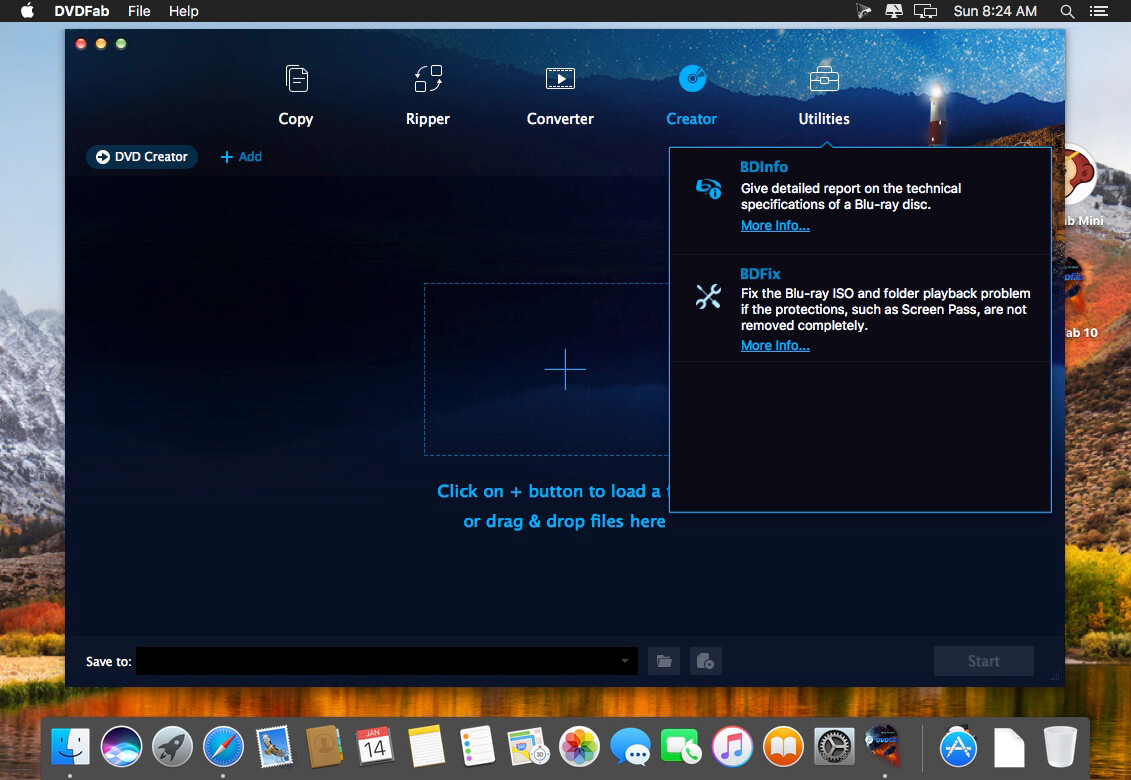 DVDFab File Help Sun 8:24 AM
Copy Ripper Converter Creator Utilities
DVD Creator + Add
BDInfo
Give detailed report on the technical
specifications of a Blu-ray disc.
More Info...
BDFix
Fix the Blu-ray ISO and folder playback problem
if the protections, such as Screen Pass, are not
removed completely.
More Info...
ab Mini
ab 10
Click on + button to load a
or drag & drop files here
Save to: Start
JAN
14